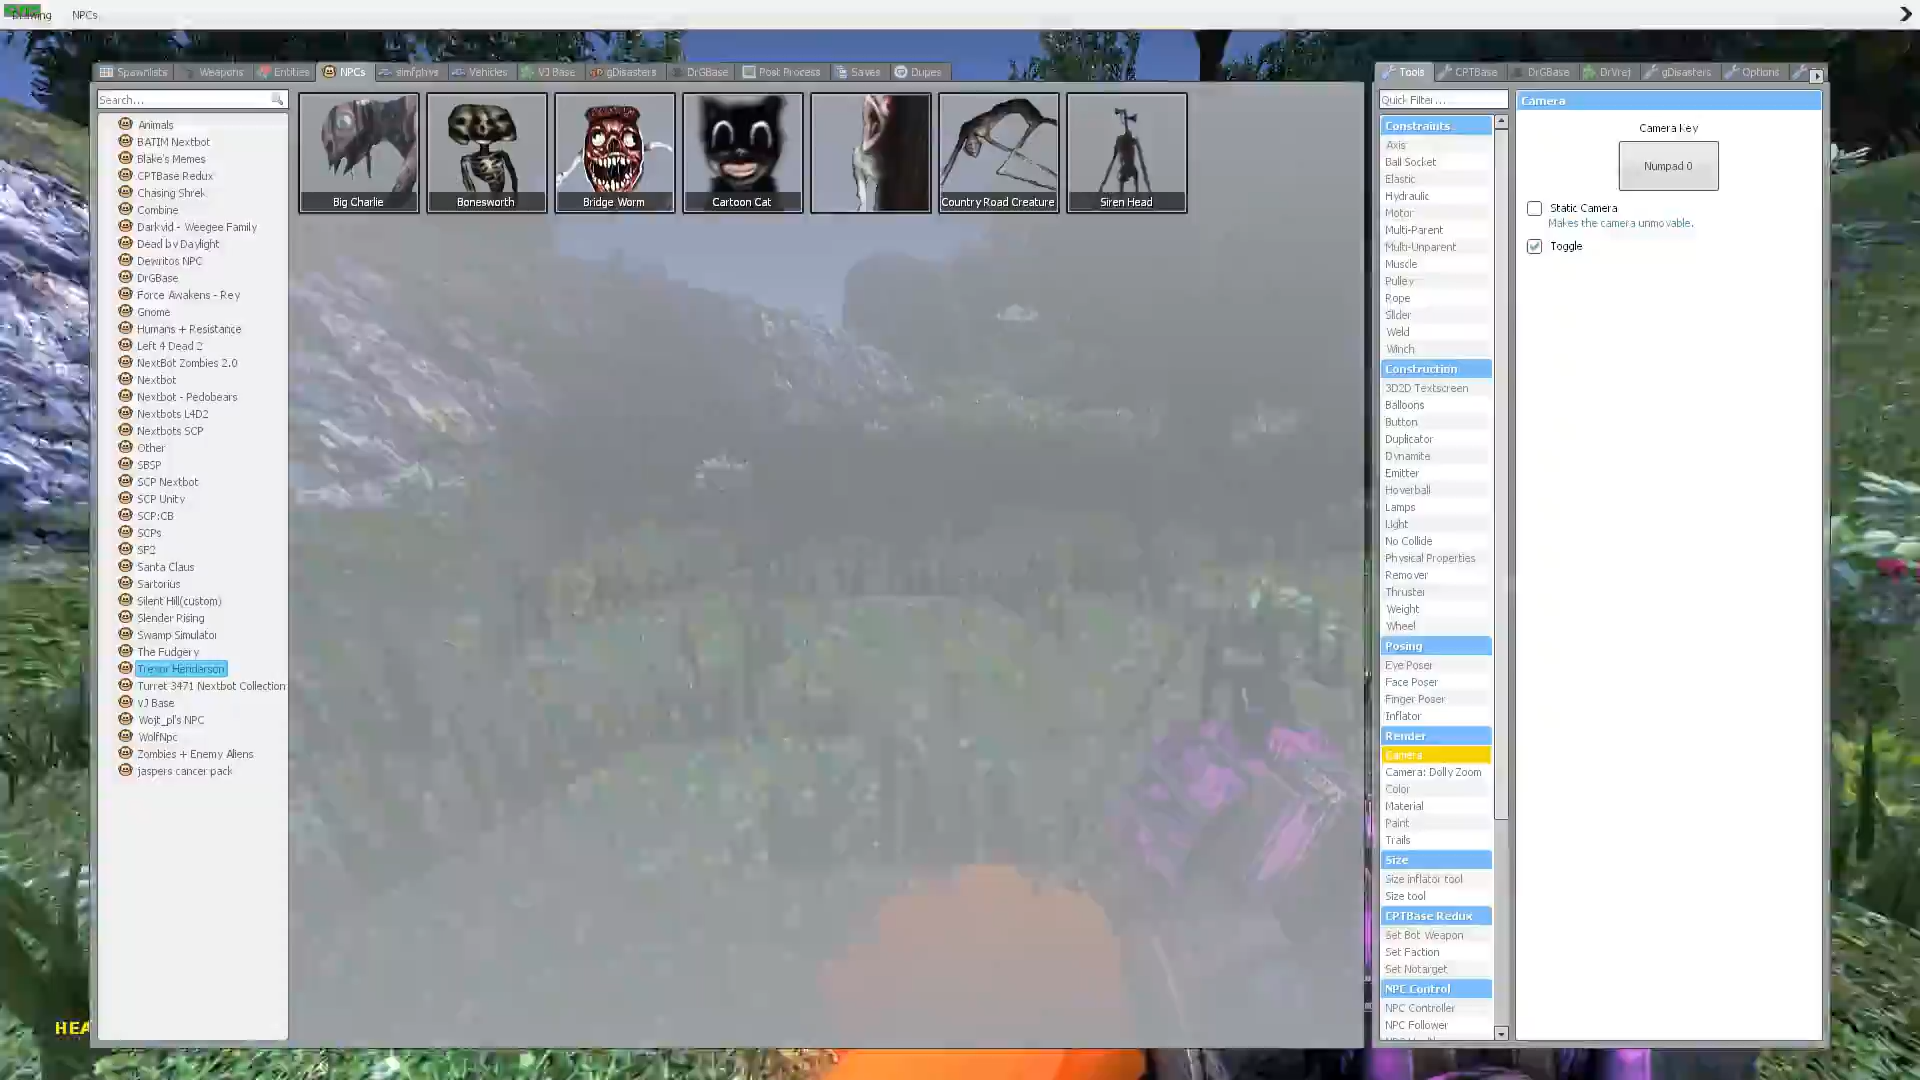 Drawing NPCs
Spawnlists Weapons Entities NPCs simfphys Vehicles VJ Base gDisasters DrGBase Post Process Saves Dupes
Search...
Animals
BATIM Nextbot
Blake's Memes
CPTBase Redux
Chasing Shrek
Combine
Darkvid - Weegee Family
Dead by Daylight
Dewritos NPC
DrGBase
Force Awakens - Rey
Gnome
Humans + Resistance
Left 4 Dead 2
NextBot Zombies 2.0
Nextbot
Nextbot - Pedobears
Nextbots L4D2
Nextbots SCP
Other
SBSP
SCP Nextbot
SCP Unity
SCP:CB
SCPs
SP2
Santa Claus
Sartorius
Silent Hill(custom)
Slender Rising
Swamp Simulator
The Fudgery
Trevor Henderson
Turret 3471 Nextbot Collection
VJ Base
Wojt_pl's NPC
WolfNpc
Zombies + Enemy Aliens
jaspers cancer pack
Big Charlie
Bonesworth
Bridge Worm
Cartoon Cat
Country Road Creature
Siren Head
HEA
Tools CPTBase DrGBase DrVrej gDisasters Options
Quick Filter...
Constraints
Axis
Ball Socket
Elastic
Hydraulic
Motor
Multi-Parent
Multi-Unparent
Muscle
Pulley
Rope
Slider
Weld
Winch
Construction
3D2D Textscreen
Balloons
Button
Duplicator
Dynamite
Emitter
Hoverball
Lamps
Light
No Collide
Physical Properties
Remover
Thruster
Weight
Wheel
Posing
Eye Poser
Face Poser
Finger Poser
Inflator
Render
Camera
Camera: Dolly Zoom
Color
Material
Paint
Trails
Size
Size inflator tool
Size tool
CPTBase Redux
Set Bot Weapon
Set Faction
Set Notarget
NPC Control
NPC Controller
NPC Follower
Camera
Camera Key
Numpad 0
Static Camera
Makes the camera unmovable.
Toggle